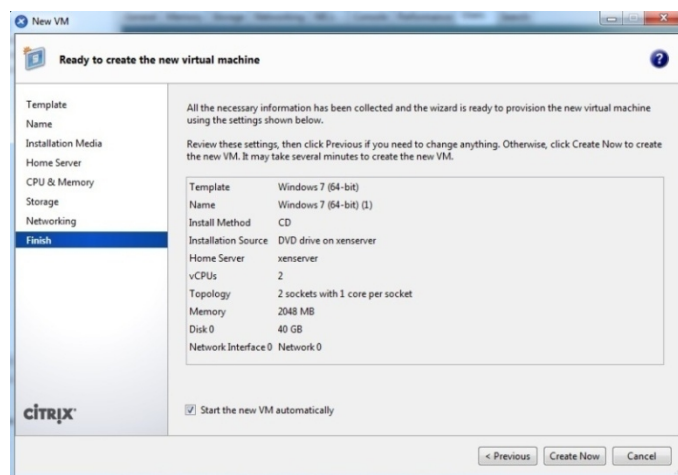 New VM
Ready to create the new virtual machine
Template
Name
Installation Media
Home Server
CPU & Memory
Storage
Networking
Finish
CITRIX
All the necessary information has been collected and the wizard is ready to provision the new virtual machine
using the settings shown below.
Review these settings, then click Previous if you need to change anything. Otherwise, click Create Now to create
the new VM. It may take several minutes to create the new VM.
Template Windows 7 (64-bit)
Name Windows 7 (64-bit) (1)
Install Method CD
Installation Source DVD drive on xenserver
Home Server xenserver
vCPUs 2
Topology 2 sockets with 1 core per socket
Memory 2048 MB
Disk 0 40 GB
Network Interface 0 Network 0
Start the new VM automatically
< Previous Create Now Cancel